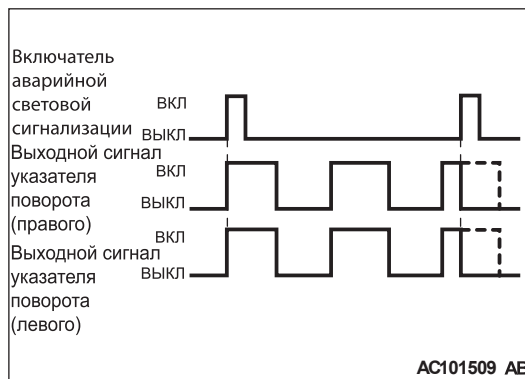 Включатель
аварийной
световой
сигнализации
ВКЛ
ВЫКЛ
Выходной сигнал
указателя
поворота
(правого)
ВКЛ
ВЫКЛ
Выходной сигнал
указателя
поворота
(левого)
ВКЛ
ВЫКЛ
AC101509 AB